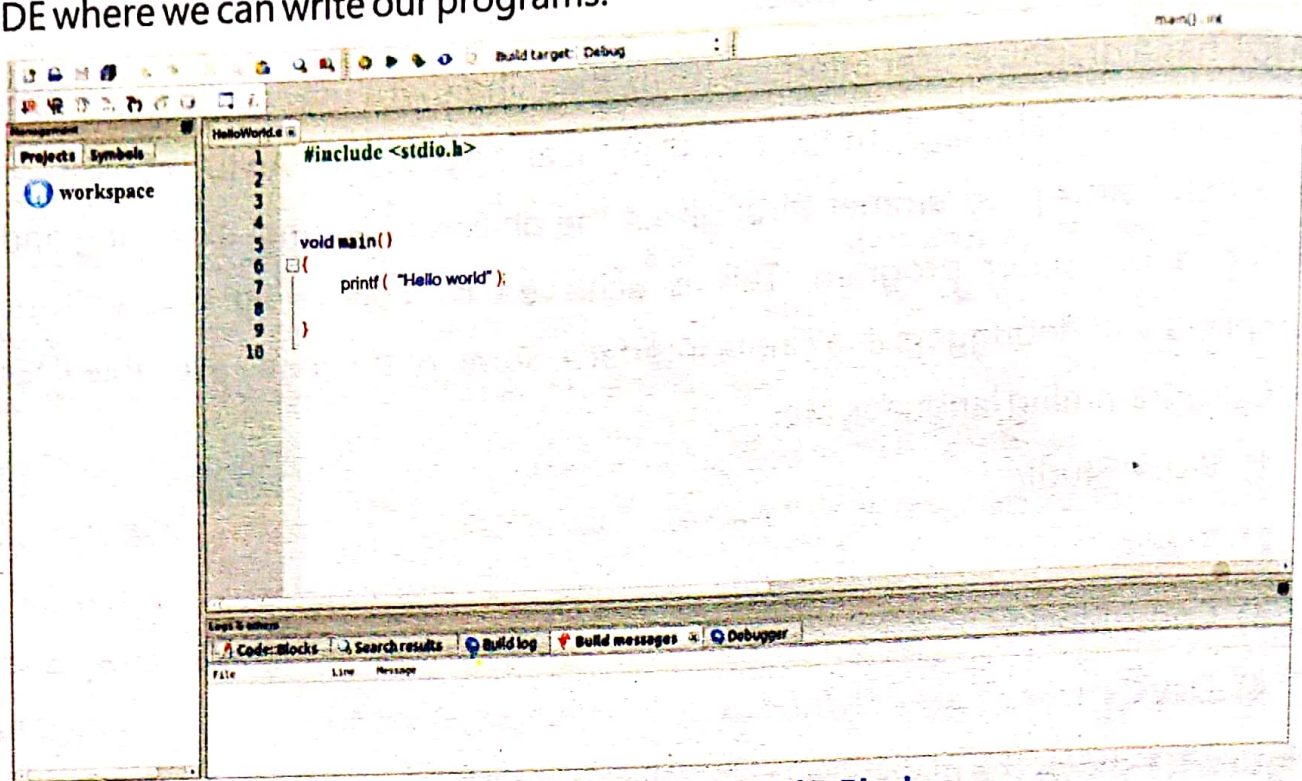 DE where we can write our programs.
main() : int
Build target: Debug
Management
Projects Symbols
workspace
HelloWorld.c
1 #include <stdio.h>
2
3
4
5 void main()
6 {
7 printf ( "Hello world" );
8
9 }
10
Logs & others
Code::Blocks Search results Build log Build messages Debugger
File Line Message